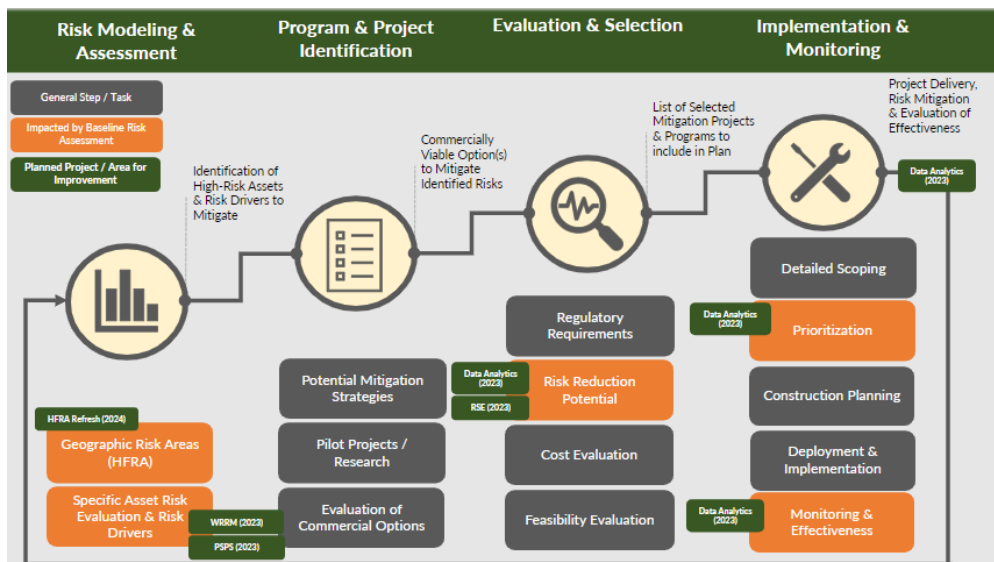 Risk Modeling &
Assessment
Program & Project
Identification
Evaluation & Selection
Implementation &
Monitoring
General Step / Task
Impacted by Baseline Risk
Assessment
Planned Project / Area for
Improvement
Identification of
High-Risk Assets
& Risk Drivers to
Mitigate
Commercially
Viable Option(s)
to Mitigate
Identified Risks
List of Selected
Mitigation Projects
& Programs to
include in Plan
Project Delivery,
Risk Mitigation
& Evaluation of
Effectiveness
Data Analytics
(2023)
HFRA Refresh (2024)
Geographic Risk Areas
(HFRA)
Specific Asset Risk
Evaluation & Risk
Drivers
WRRM (2023)
PSPS (2023)
Potential Mitigation
Strategies
Pilot Projects /
Research
Evaluation of
Commercial Options
Regulatory
Requirements
Data Analytics
(2023)
RSE (2023)
Risk Reduction
Potential
Cost Evaluation
Feasibility Evaluation
Detailed Scoping
Data Analytics
(2023)
Prioritization
Construction Planning
Deployment &
Implementation
Data Analytics
(2023)
Monitoring &
Effectiveness